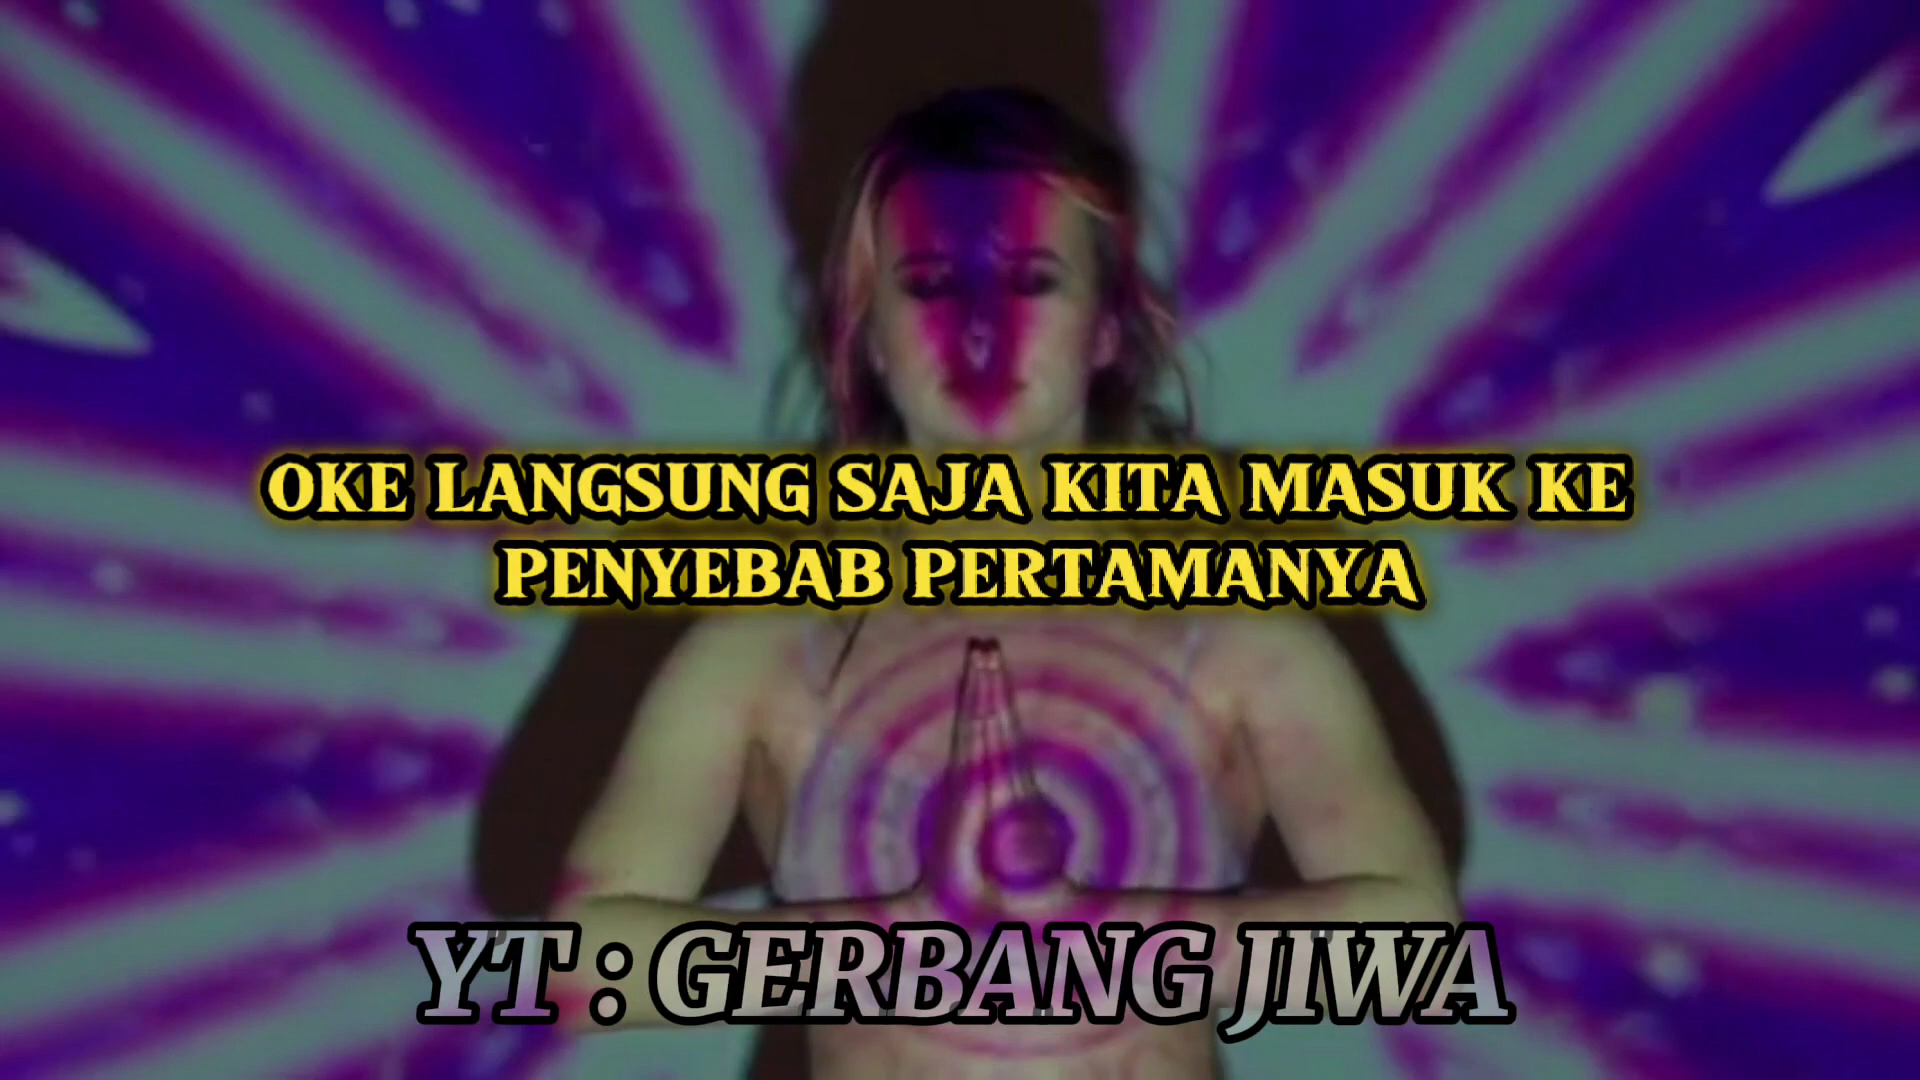 OKE LANGSUNG SAJA KITA MASUK KE
PENYEBAB PERTAMANYA
YT : GERBANG JIWA